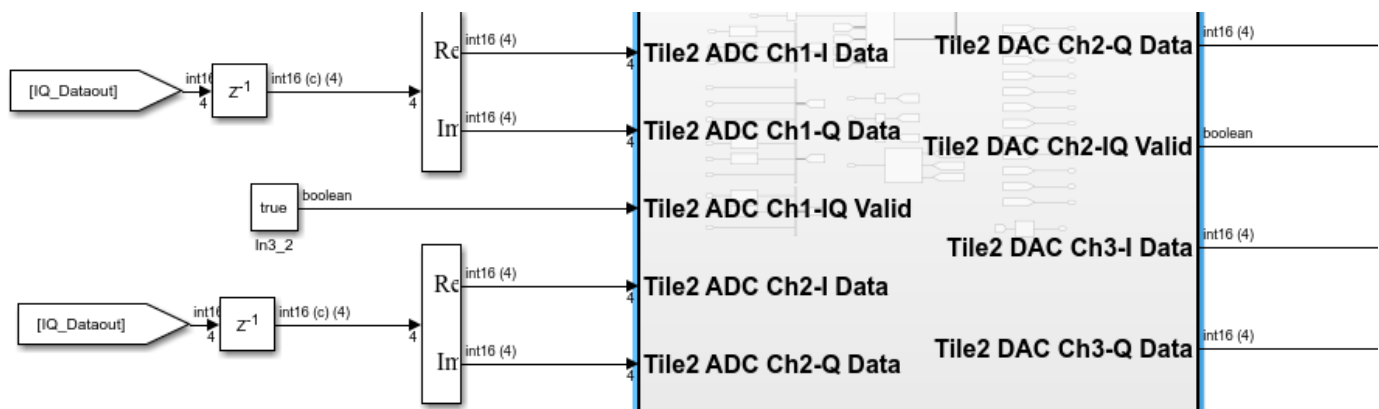 int16 (4)
int16 (4)
Re
Tile2 ADC Ch1-I Data
Tile2 DAC Ch2-Q Data
4
[IQ_Dataout]
int16
4
z-1
int16 (c) (4)
4
int16 (4)
Im
Tile2 ADC Ch1-Q Data
4
boolean
Tile2 DAC Ch2-IQ Valid
true
boolean
Tile2 ADC Ch1-IQ Valid
In3_2
int16 (4)
Tile2 DAC Ch3-I Data
int16 (4)
Re
Tile2 ADC Ch2-I Data
4
[IQ_Dataout]
int16
4
z-1
int16 (c) (4)
4
int16 (4)
Tile2 DAC Ch3-Q Data
int16 (4)
Im
Tile2 ADC Ch2-Q Data
4